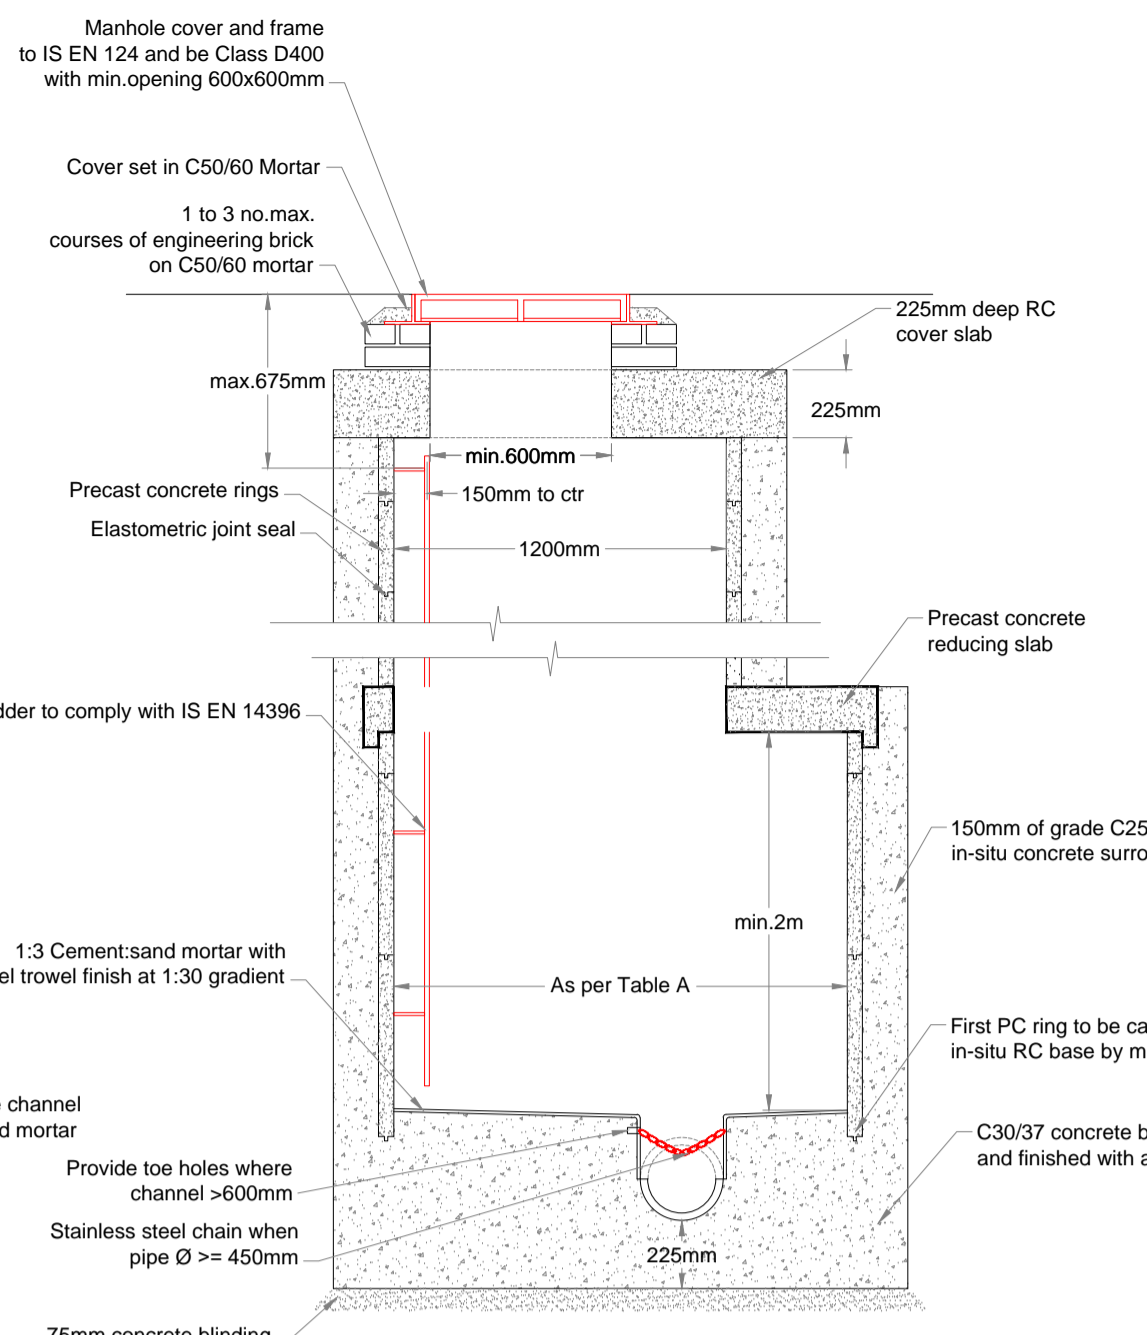 Manhole cover and frame
to IS EN 124 and be Class D400
with min.opening 600x600mm
Cover set in C50/60 Mortar
1 to 3 no.max.
courses of engineering brick
on C50/60 mortar
225mm deep RC
cover slab
max.675mm
225mm
min.600mm
Precast concrete rings
150mm to ctr
Elastometric joint seal
1200mm
Precast concrete
reducing slab
to comply with IS EN 14396
150mm of grade C25
in-situ concrete
min.2m
1:3 Cement:sand mortar with
trowel finish at 1:30 gradient
As per Table A
First PC ring to be
in-situ RC base by
channel
mortar
C30/37 concrete
and finished with
Provide toe holes where
channel >600mm
Stainless steel chain when
pipe Ø >= 450mm
225mm
75mm concrete blinding